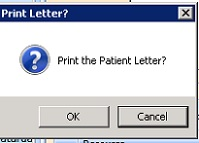 Print Letter?
Print the Patient Letter?
OK
Cancel